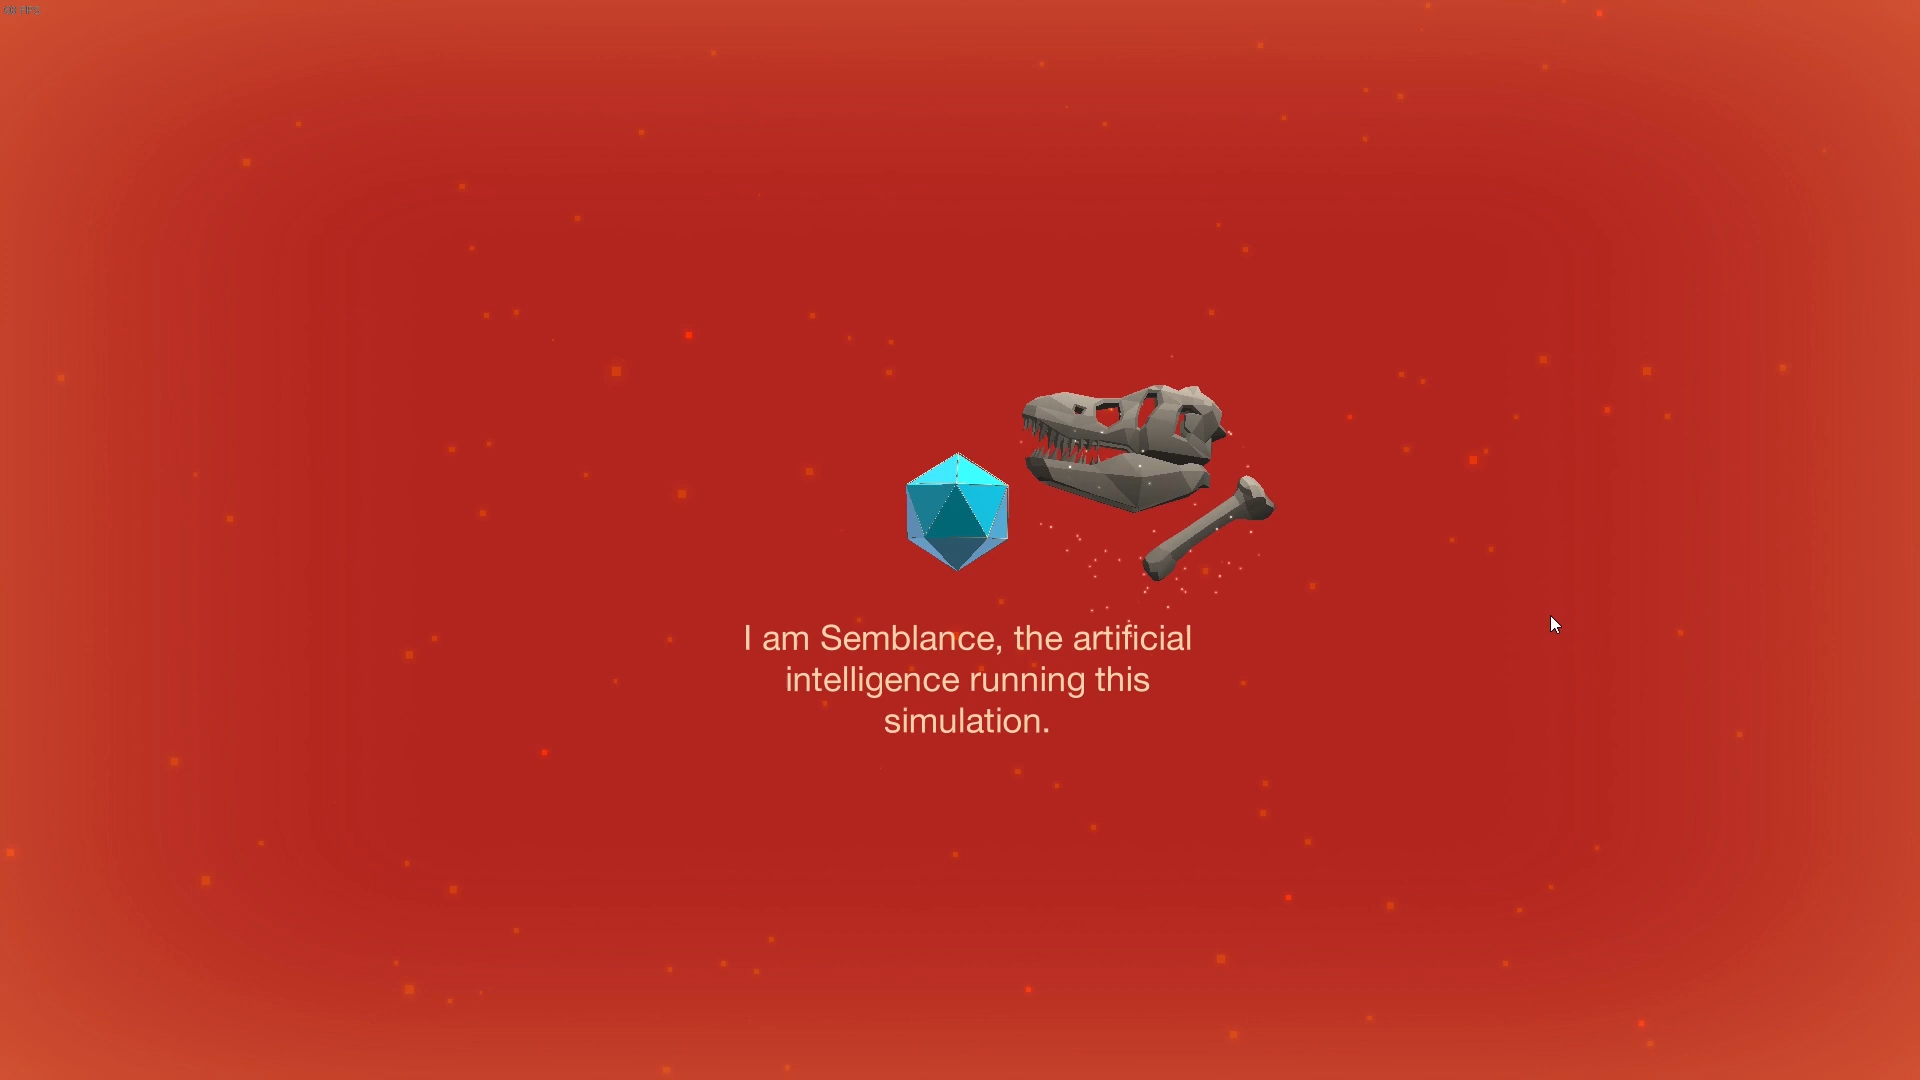 I am Semblance, the artificial
intelligence running this
simulation.